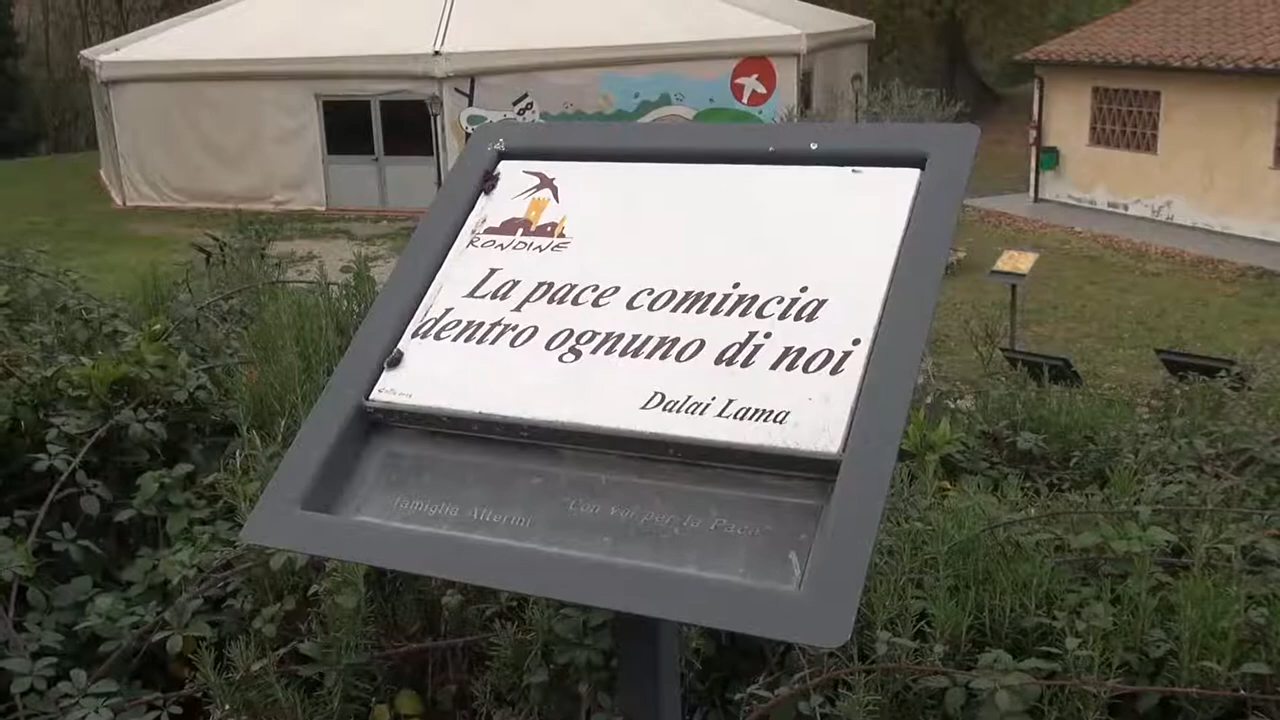 RONDINE
La pace comincia
dentro ognuno di noi
Dalai Lama
famiglia Alterini "Con voi per la Pace"